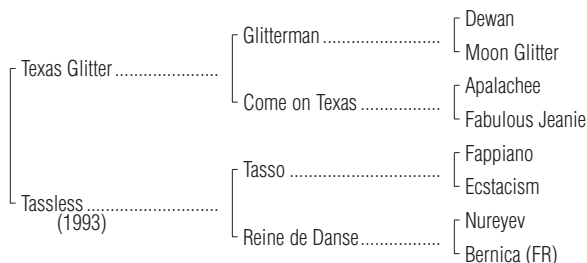 Dewan
Glitterman
Moon Glitter
Texas Glitter
Apalachee
Come on Texas
Fabulous Jeanie
Fappiano
Tasso
Ecstacism
Tassless
(1993)
Nureyev
Reine de Danse
Bernica (FR)